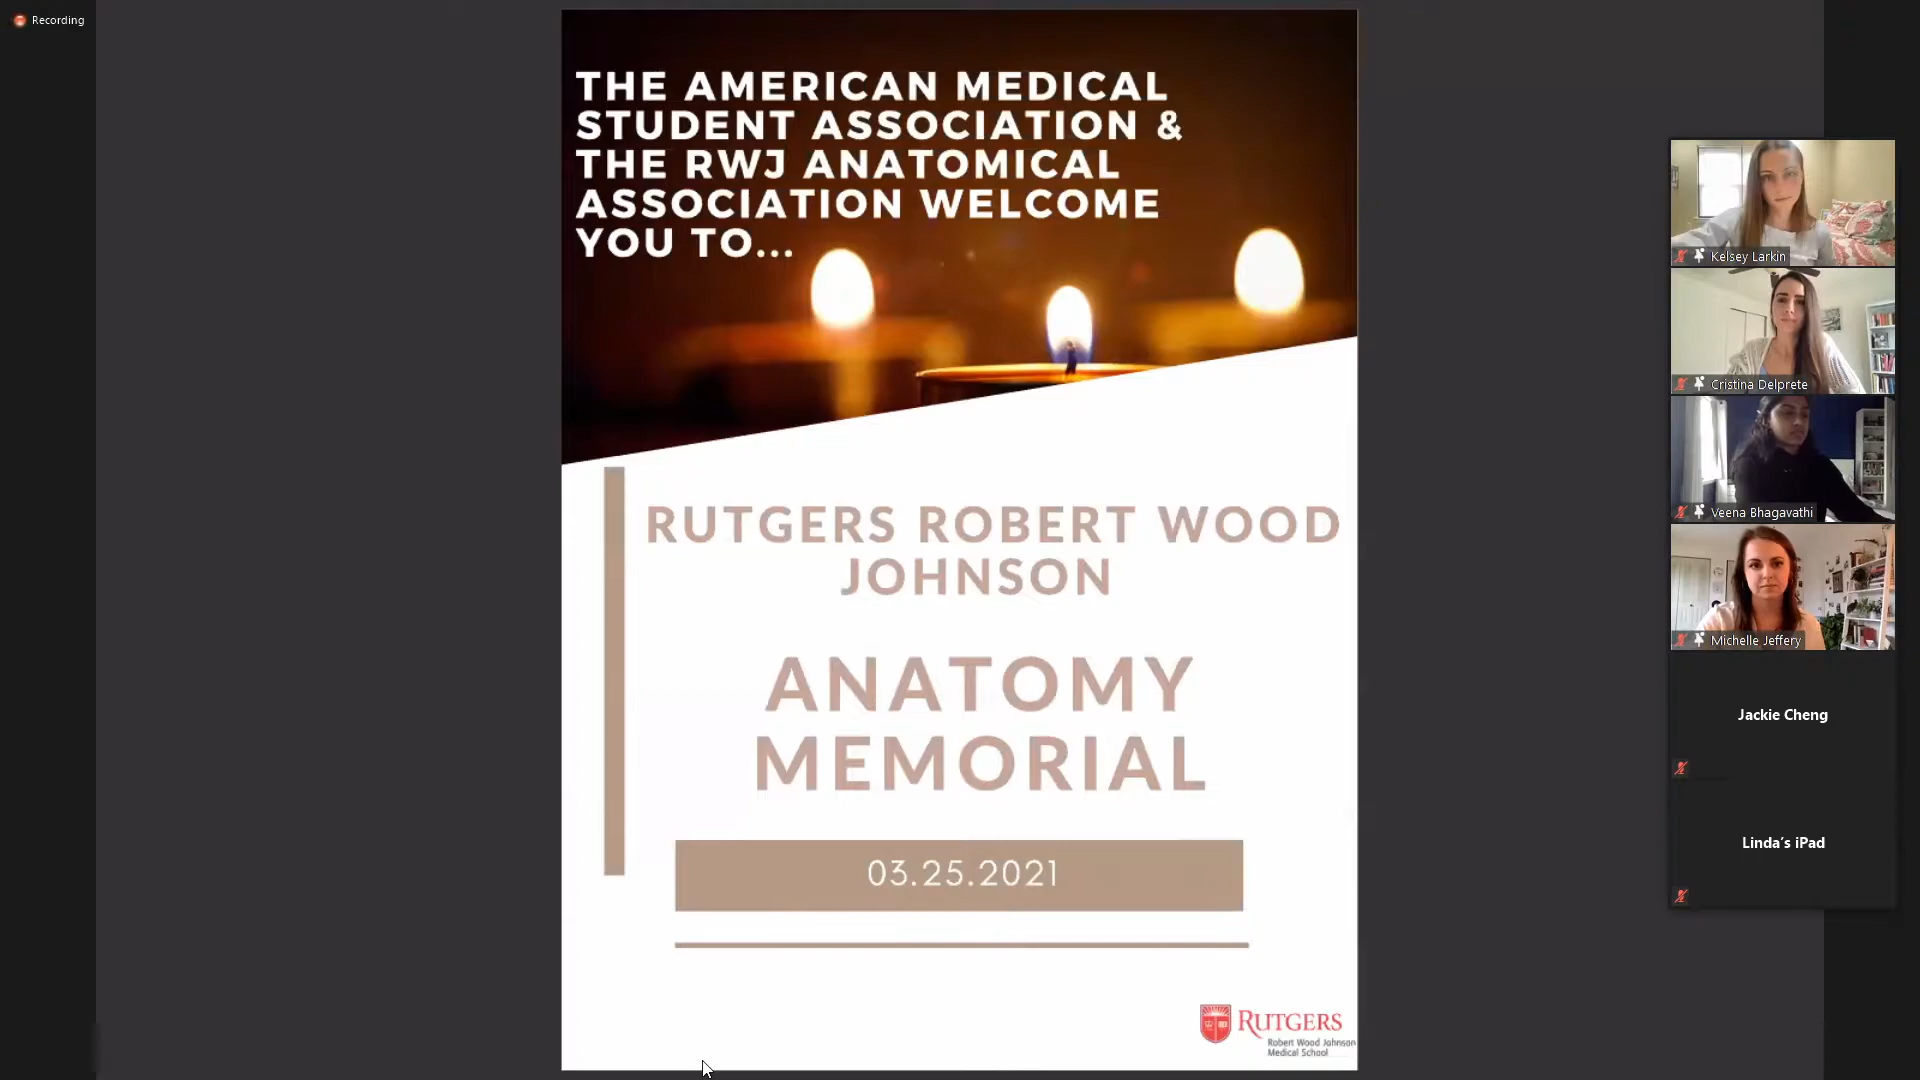 Recording
THE AMERICAN MEDICAL
STUDENT ASSOCIATION &
THE RWJ ANATOMICAL
ASSOCIATION WELCOME
YOU TO...
RUTGERS ROBERT WOOD
JOHNSON
ANATOMY
MEMORIAL
03.25.2021
RUTGERS
Robert Wood Johnson
Medical School
Kelsey Larkin
Cristina Delprete
Veena Bhagavathi
Michelle Jeffery
Jackie Cheng
Linda's iPad